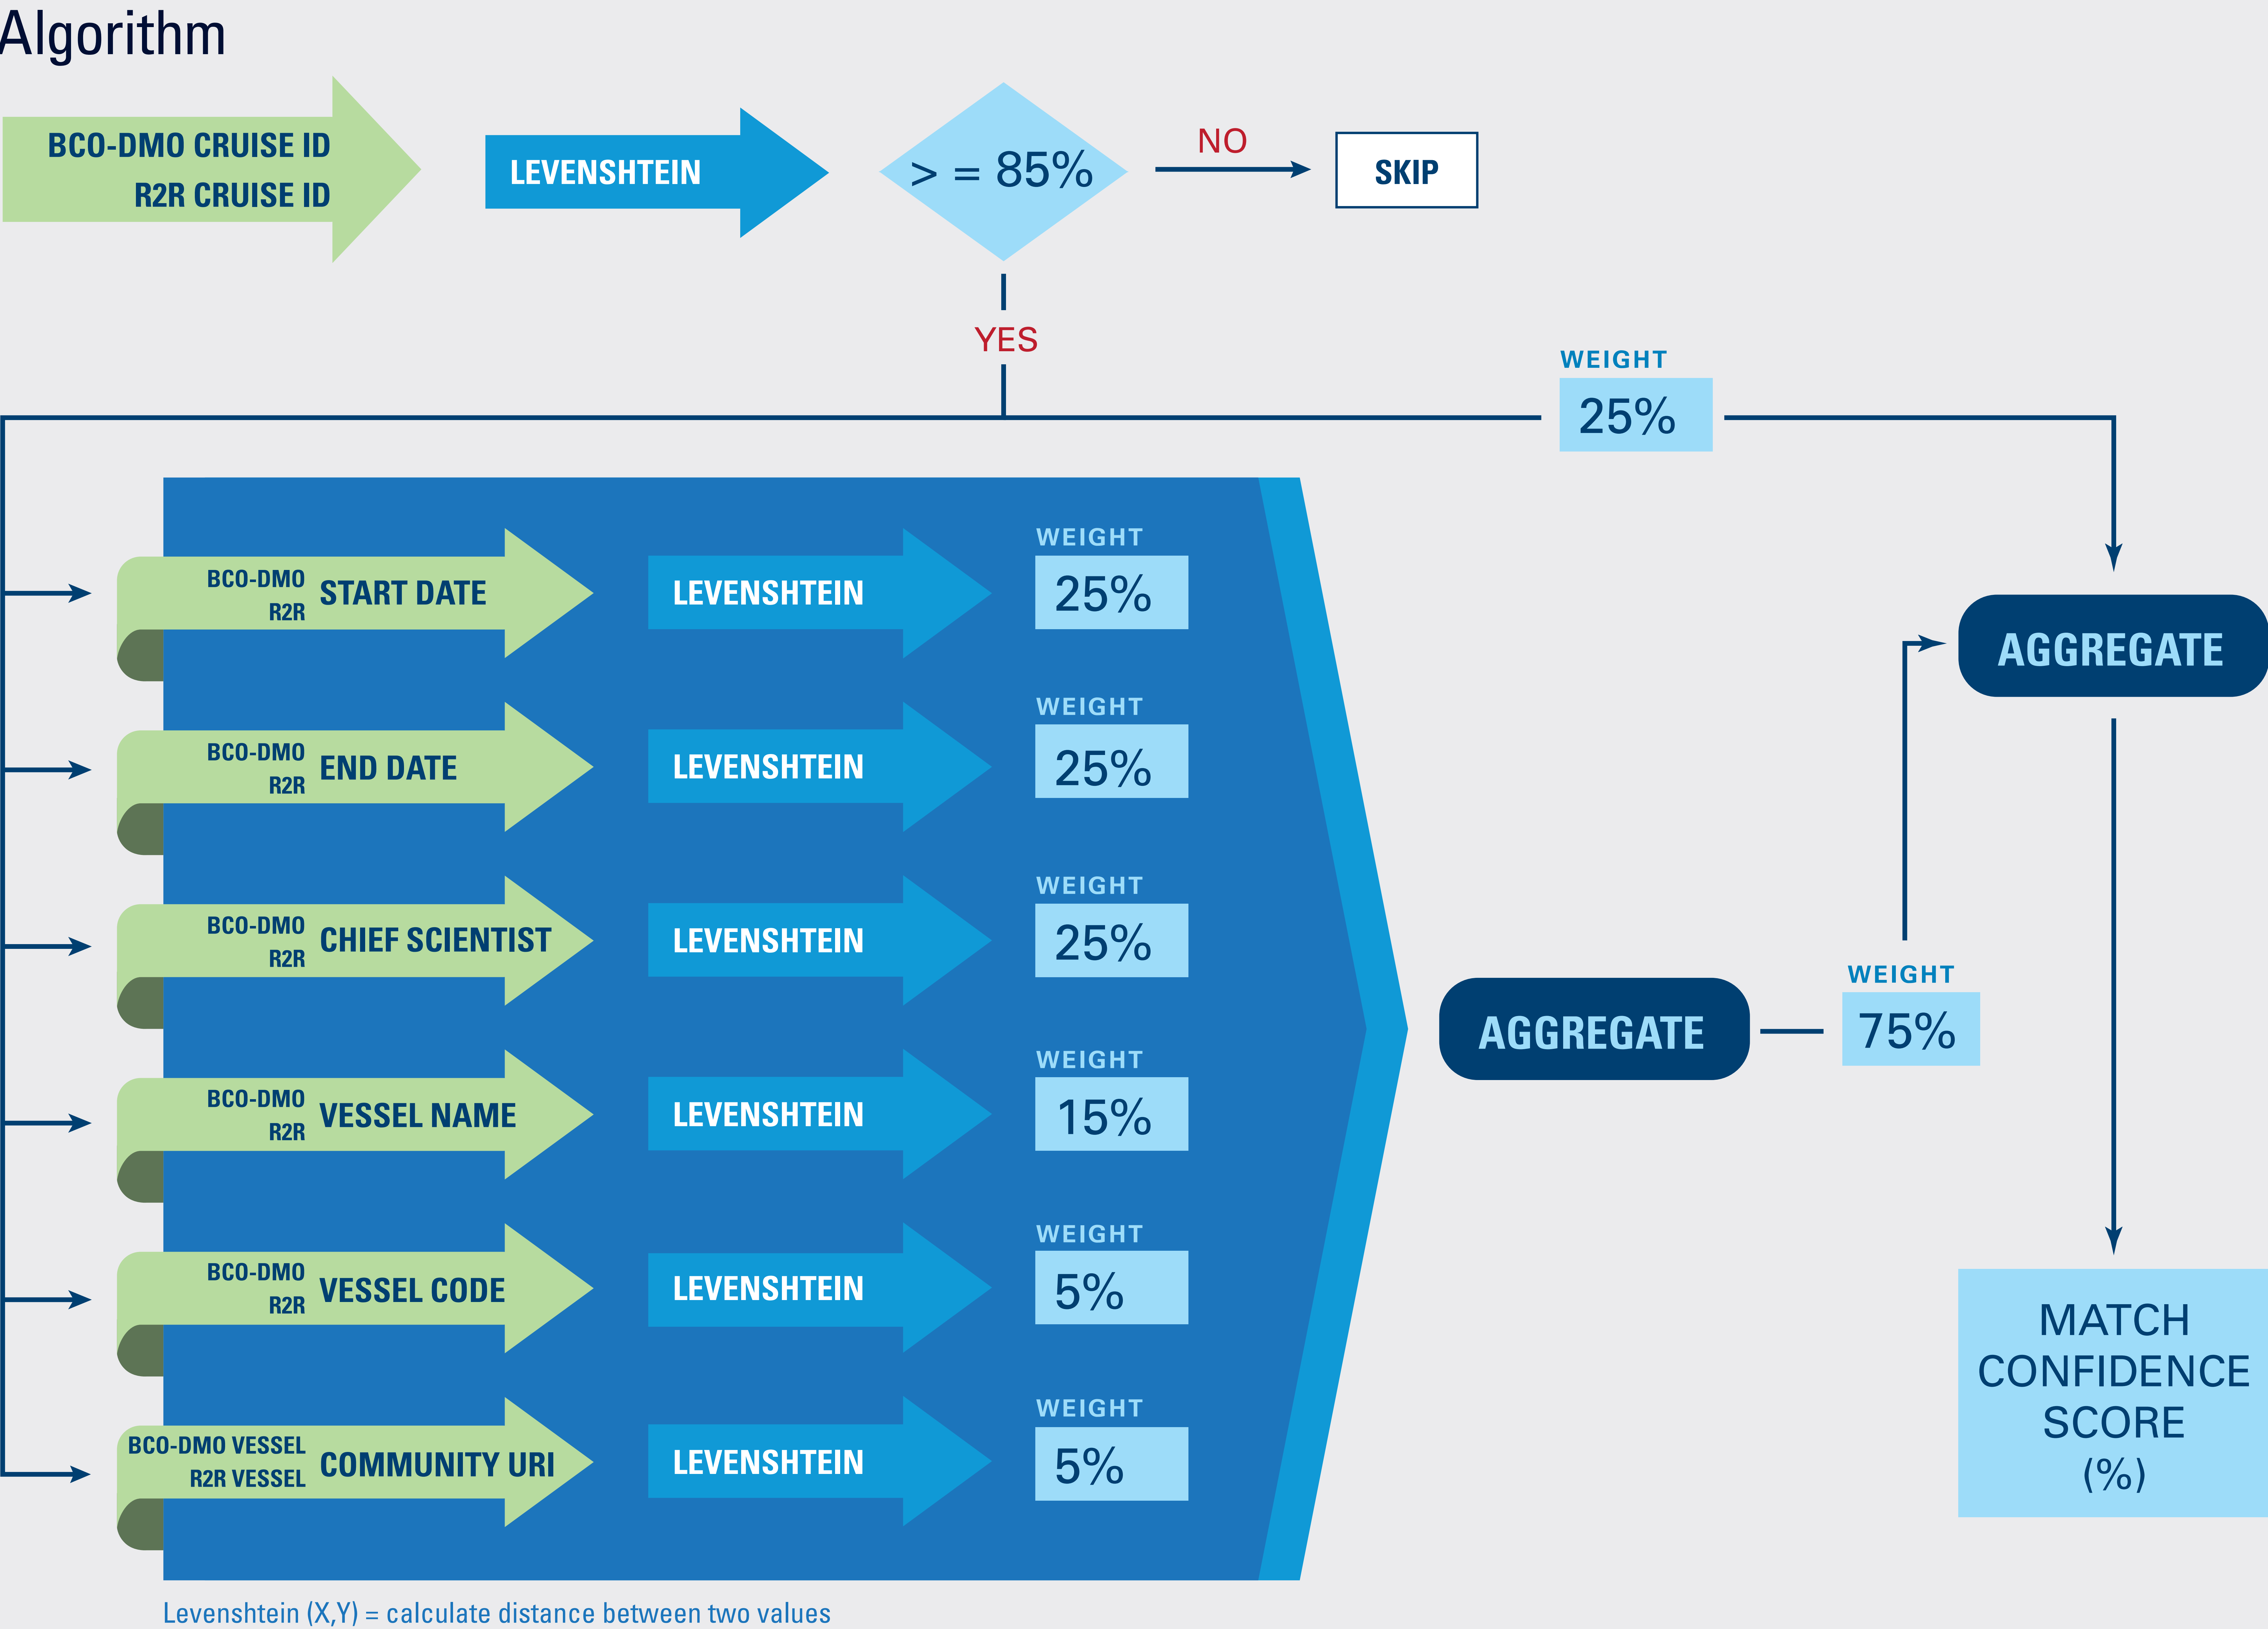 Algorithm
BCO-DMO CRUISE ID
R2R CRUISE ID
LEVENSHTEIN
> = 85%
NO
SKIP
YES
WEIGHT
25%
BCO-DMO
R2R
START DATE
LEVENSHTEIN
WEIGHT
25%
BCO-DMO
R2R
END DATE
LEVENSHTEIN
WEIGHT
25%
BCO-DMO
R2R
CHIEF SCIENTIST
LEVENSHTEIN
WEIGHT
25%
BCO-DMO
R2R
VESSEL NAME
LEVENSHTEIN
WEIGHT
15%
BCO-DMO
R2R
VESSEL CODE
LEVENSHTEIN
WEIGHT
5%
BCO-DMO VESSEL
R2R VESSEL
COMMUNITY URI
LEVENSHTEIN
WEIGHT
5%
AGGREGATE
WEIGHT
75%
AGGREGATE
MATCH
CONFIDENCE
SCORE
(%)
Levenshtein (X,Y) = calculate distance between two values